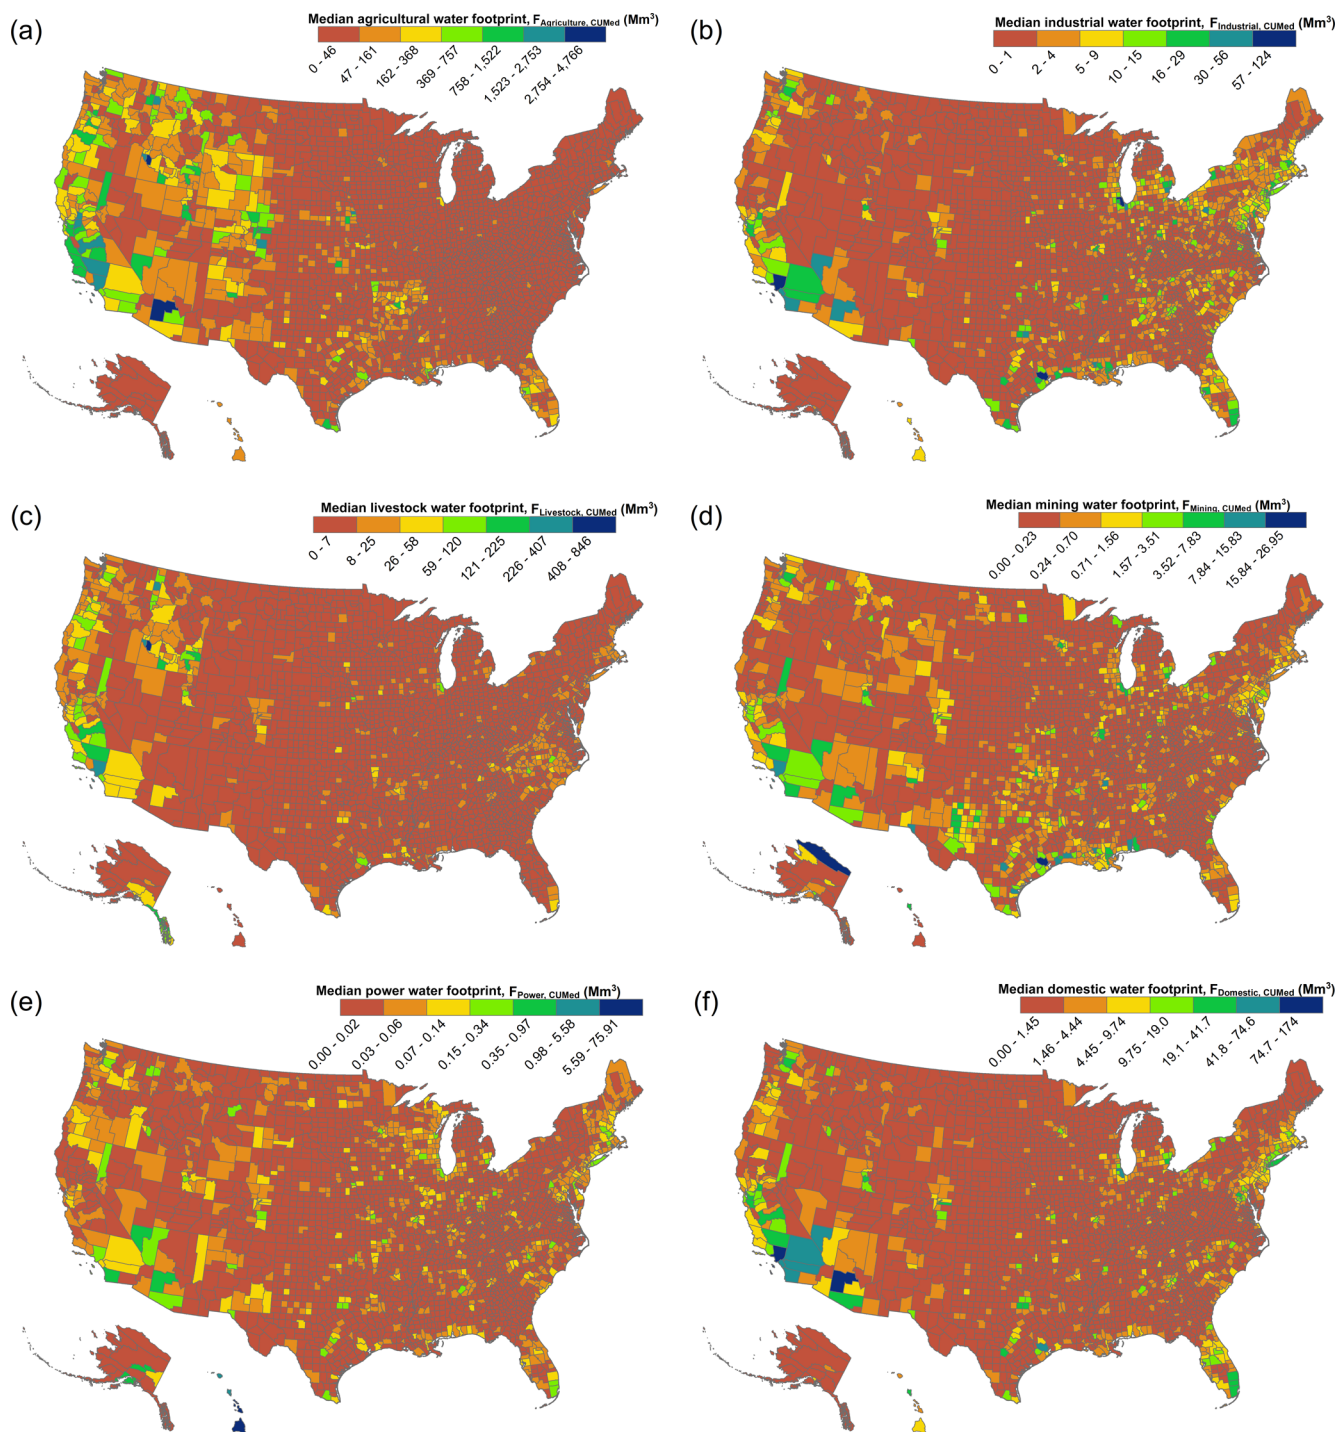 (a)
Median agricultural water footprint, FAgriculture, CUMed (Mm³)
0 - 46
47 - 161
162 - 368
369 - 757
758 - 1,522
1,523 - 2,753
2,754 - 4,766
(b)
Median industrial water footprint, FIndustrial, CUMed (Mm³)
0 - 1
2 - 4
5 - 9
10 - 15
16 - 29
30 - 56
57 - 124
(c)
Median livestock water footprint, FLivestock, CUMed (Mm³)
0 - 7
8 - 25
26 - 58
59 - 120
121 - 225
226 - 407
408 - 846
(d)
Median mining water footprint, FMining, CUMed (Mm³)
0.00 - 0.23
0.24 - 0.70
0.71 - 1.56
1.57 - 3.51
3.52 - 7.83
7.84 - 15.83
15.84 - 26.95
(e)
Median power water footprint, FPower, CUMed (Mm³)
0.00 - 0.02
0.03 - 0.06
0.07 - 0.14
0.15 - 0.34
0.35 - 0.97
0.98 - 5.58
5.59 - 75.91
(f)
Median domestic water footprint, FDomestic, CUMed (Mm³)
0.00 - 1.45
1.46 - 4.44
4.45 - 9.74
9.75 - 19.0
19.1 - 41.7
41.8 - 74.6
74.7 - 174